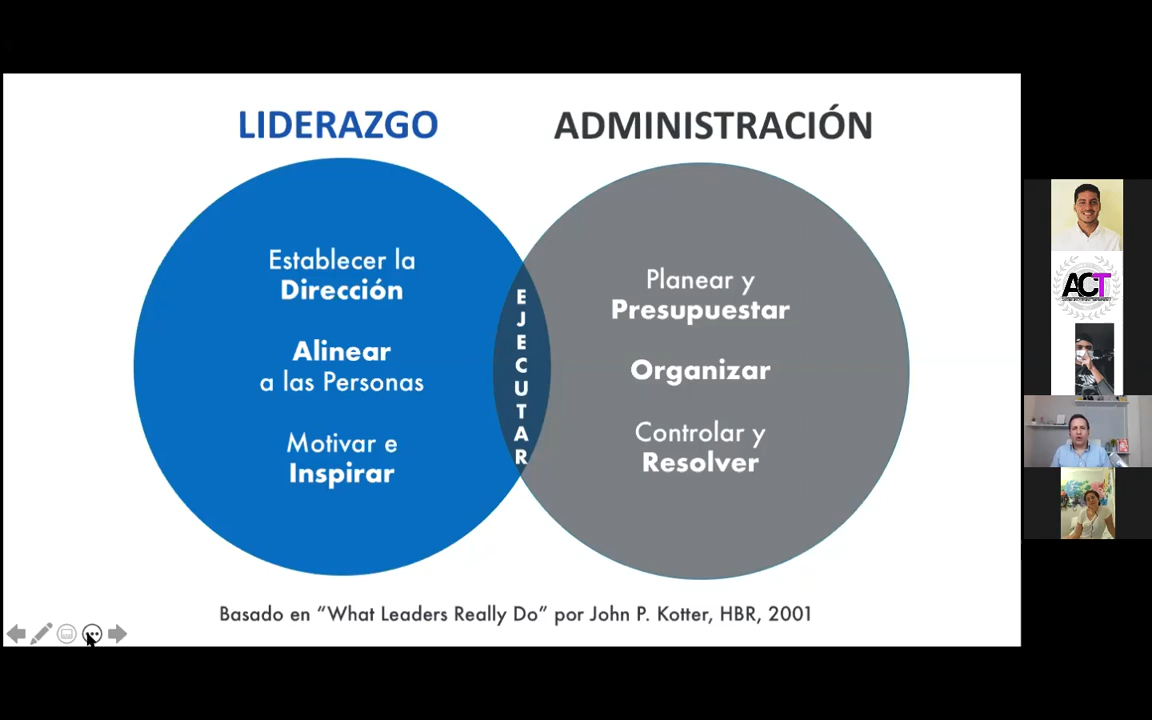 LIDERAZGO
ADMINISTRACIÓN
Establecer la
Dirección
Alinear
a las Personas
Motivar e
Inspirar
EJECUTAR
Planear y
Presupuestar
Organizar
Controlar y
Resolver
Basado en “What Leaders Really Do” por John P. Kotter, HBR, 2001
ACT